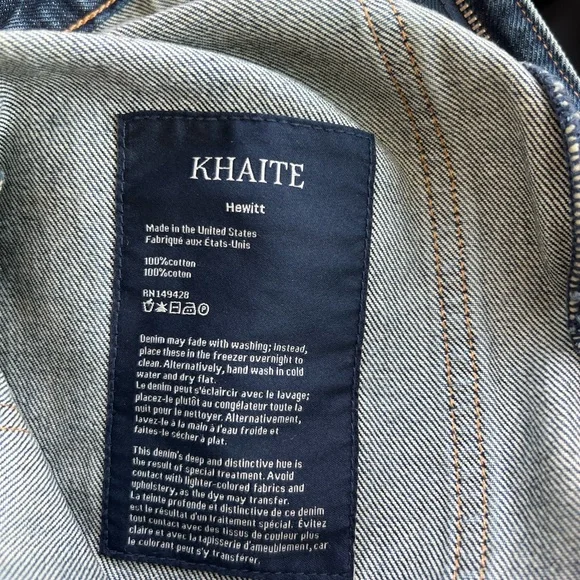 KHAITE
Hewitt
Made in the United States
Fabriqué aux États-Unis
100%cotton
100%coton
RN149428
Denim may fade with washing; instead,
place these in the freezer overnight to
clean. Alternatively, hand wash in cold
water and dry flat.
Le denim peut s'éclaircir avec le lavage;
placez-le plutôt au congélateur toute la
nuit pour le nettoyer. Alternativement,
lavez-le à la main à l'eau froide et
faites-le sécher à plat.
This denim's deep and distinctive hue is
the result of special treatment. Avoid
contact with lighter-colored fabrics and
upholstery, as the dye may transfer.
La teinte profonde et distinctive de ce denim
est le résultat d'un traitement spécial. Évitez
tout contact avec des tissus de couleur plus
claire et avec la tapisserie d'ameublement, car
le colorant peut s'y transférer.